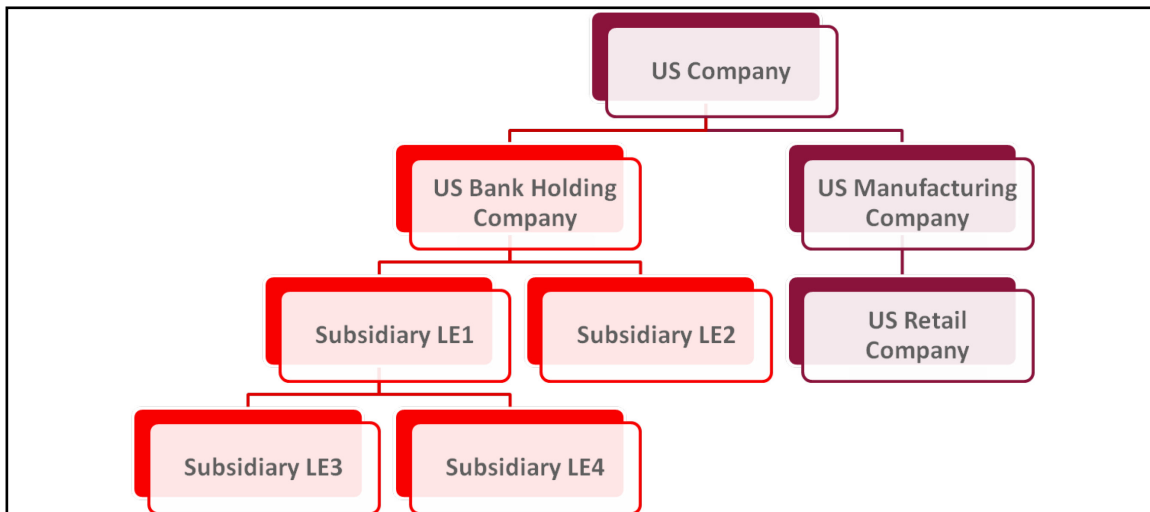 US Company
US Bank Holding
Company
US Manufacturing
Company
Subsidiary LE1
Subsidiary LE2
US Retail
Company
Subsidiary LE3
Subsidiary LE4